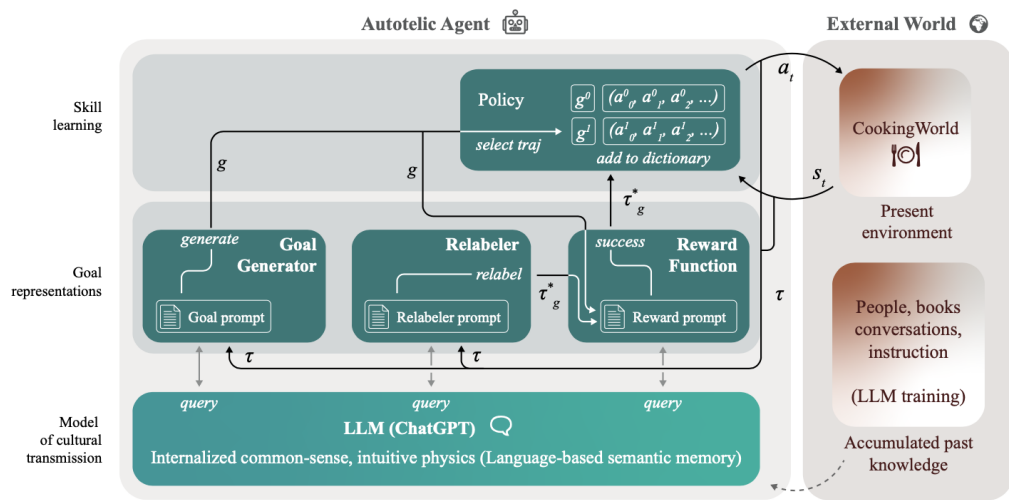 Autotelic Agent
External World
Skill
learning
Policy
g⁰ (a⁰₀, a⁰₁, a⁰₂, ...)
g¹ (a¹₀, a¹₁, a¹₂, ...)
select traj
add to dictionary
aₜ
sₜ
CookingWorld
Present
environment
g
g
τ*g
Goal
representations
generate
Goal
Generator
Goal prompt
Relabeler
relabel
Relabeler prompt
τ*g
success
Reward
Function
Reward prompt
τ
τ
τ
People, books
conversations,
instruction
(LLM training)
Accumulated past
knowledge
Model
of cultural
transmission
query
query
query
LLM (ChatGPT)
Internalized common-sense, intuitive physics (Language-based semantic memory)